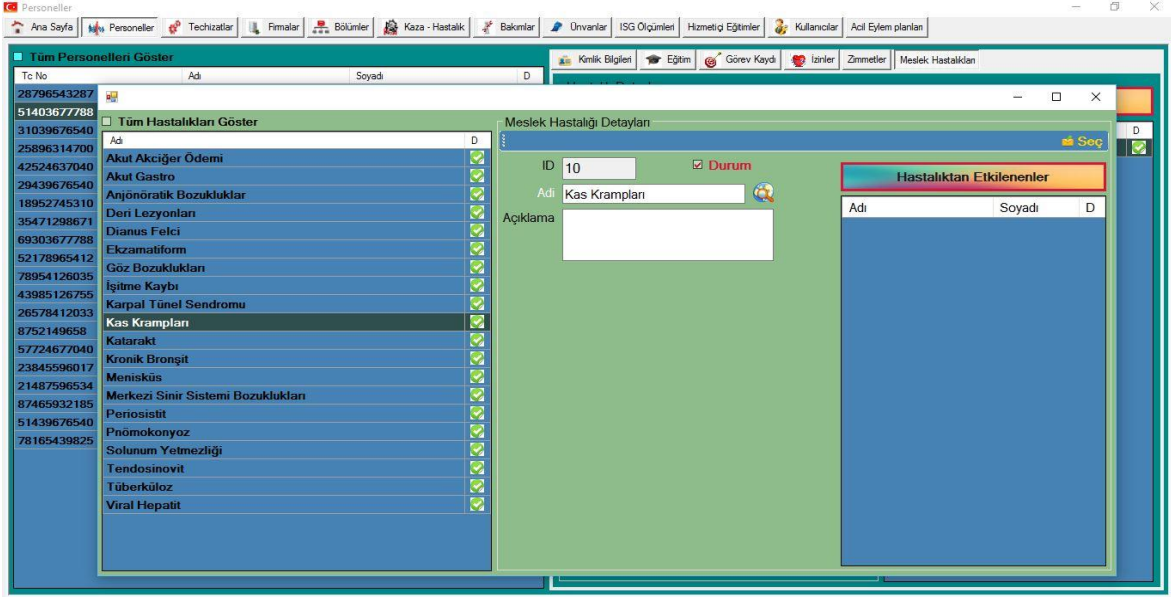 Personeller
Ana Sayfa Personeller Techizatlar Firmalar Bölümler Kaza - Hastalık Bakımlar Ünvanlar ISG Ölçümleri Hizmetiçi Eğitimler Kullanıcılar Acil Eylem planları
Tüm Personelleri Göster
Kimlik Bilgileri Eğitim Görev Kaydı İzinler Zimmetler Meslek Hastalıkları
Tc No Adı Soyadı D
28796543287
51403677788
31039676540
25896314700
42524637040
29439676540
18952745310
35471298671
69303677788
52178965412
78954126035
43985126755
26578412033
8752149658
57724677040
23845596017
21487596534
87465932185
51439676540
78165439825
D
Tüm Hastalıkları Göster
Adı D
Akut Akciğer Ödemi
Akut Gastro
Anjönöratik Bozukluklar
Deri Lezyonları
Dianus Felci
Ekzamatiform
Göz Bozuklukları
İşitme Kaybı
Karpal Tünel Sendromu
Kas Krampları
Katarakt
Kronik Bronşit
Menisküs
Merkezi Sinir Sistemi Bozuklukları
Periosistit
Pnömokonyoz
Solunum Yetmezliği
Tendosinovit
Tüberküloz
Viral Hepatit
Meslek Hastalığı Detayları
Seç
ID 10 Durum
Adi Kas Krampları
Açıklama
Hastalıktan Etkilenenler
Adı Soyadı D